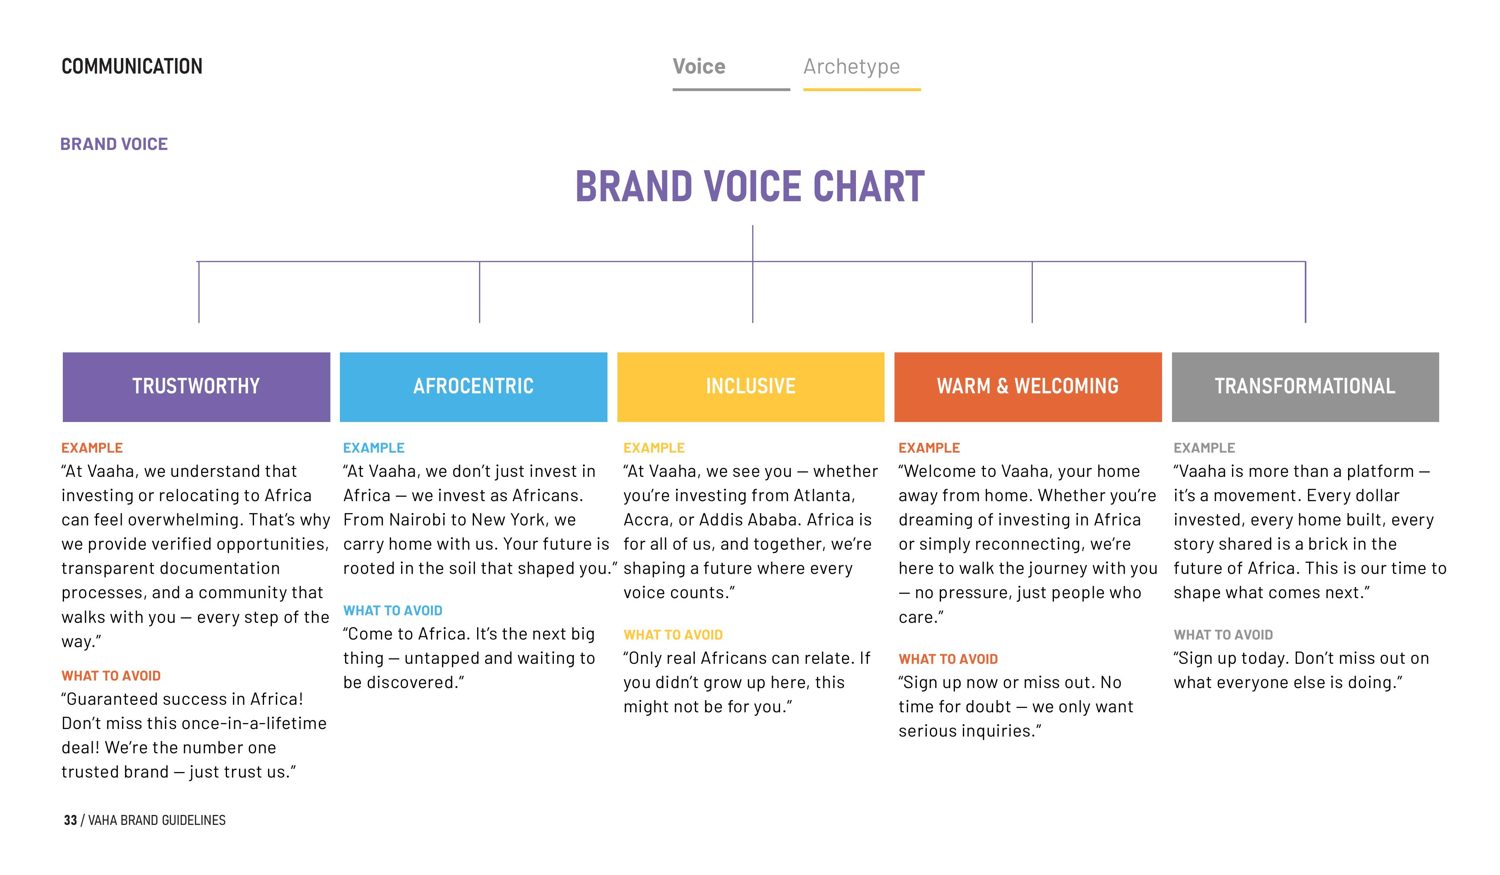 COMMUNICATION
Voice
Archetype
BRAND VOICE
BRAND VOICE CHART
TRUSTWORTHY
EXAMPLE
“At Vaaha, we understand that
investing or relocating to Africa
can feel overwhelming. That’s why
we provide verified opportunities,
transparent documentation
processes, and a community that
walks with you — every step of the
way.”
WHAT TO AVOID
“Guaranteed success in Africa!
Don’t miss this once-in-a-lifetime
deal! We’re the number one
trusted brand — just trust us.”
AFROCENTRIC
EXAMPLE
“At Vaaha, we don’t just invest in
Africa — we invest as Africans.
From Nairobi to New York, we
carry home with us. Your future is
rooted in the soil that shaped you.”
WHAT TO AVOID
“Come to Africa. It’s the next big
thing — untapped and waiting to
be discovered.”
INCLUSIVE
EXAMPLE
“At Vaaha, we see you — whether
you’re investing from Atlanta,
Accra, or Addis Ababa. Africa is
for all of us, and together, we’re
shaping a future where every
voice counts.”
WHAT TO AVOID
“Only real Africans can relate. If
you didn’t grow up here, this
might not be for you.”
WARM & WELCOMING
EXAMPLE
“Welcome to Vaaha, your home
away from home. Whether you’re
dreaming of investing in Africa
or simply reconnecting, we’re
here to walk the journey with you
— no pressure, just people who
care.”
WHAT TO AVOID
“Sign up now or miss out. No
time for doubt — we only want
serious inquiries.”
TRANSFORMATIONAL
EXAMPLE
“Vaaha is more than a platform —
it’s a movement. Every dollar
invested, every home built, every
story shared is a brick in the
future of Africa. This is our time to
shape what comes next.”
WHAT TO AVOID
“Sign up today. Don’t miss out on
what everyone else is doing.”
33 / VAHA BRAND GUIDELINES